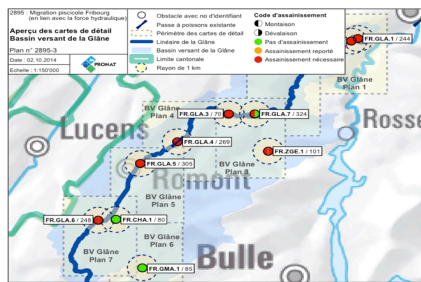 2895 : Migration piscicole Fribourg
(en lien avec la force hydraulique)
Aperçu des cartes de détail
Bassin versant de la Glâne
Plan n° 2895-3
Date : 02.10.2014
Echelle : 1:150'000
PRONAT
Obstacle avec no d'identifiant
Passe à poissons existante
Périmètre des cartes de détail
Linéaire de la Glâne
Bassin versant de la Glâne
Limite cantonale
Rayon de 1 km
Code d'assainissement
Montaison
Dévalaison
Pas d'assainissement
Assainissement reporté
Assainissement nécessaire
FR.GLA.1 / 244
BV Glâne
Plan 1
BV Glâne
Plan 4
FR.GLA.3 / 70
FR.GLA.7 / 324
Lucens
Rosse
FR.GLA.4 / 269
FR.ZGE.1 / 101
FR.GLA.5 / 305
BV Glâne
Plan 3
Romont
BV Glâne
Plan 5
FR.GLA.6 / 248
FR.CHA.1 / 80
BV Glâne
Plan 6
BV Glâne
Plan 7
Bulle
FR.GMA.1 / 85